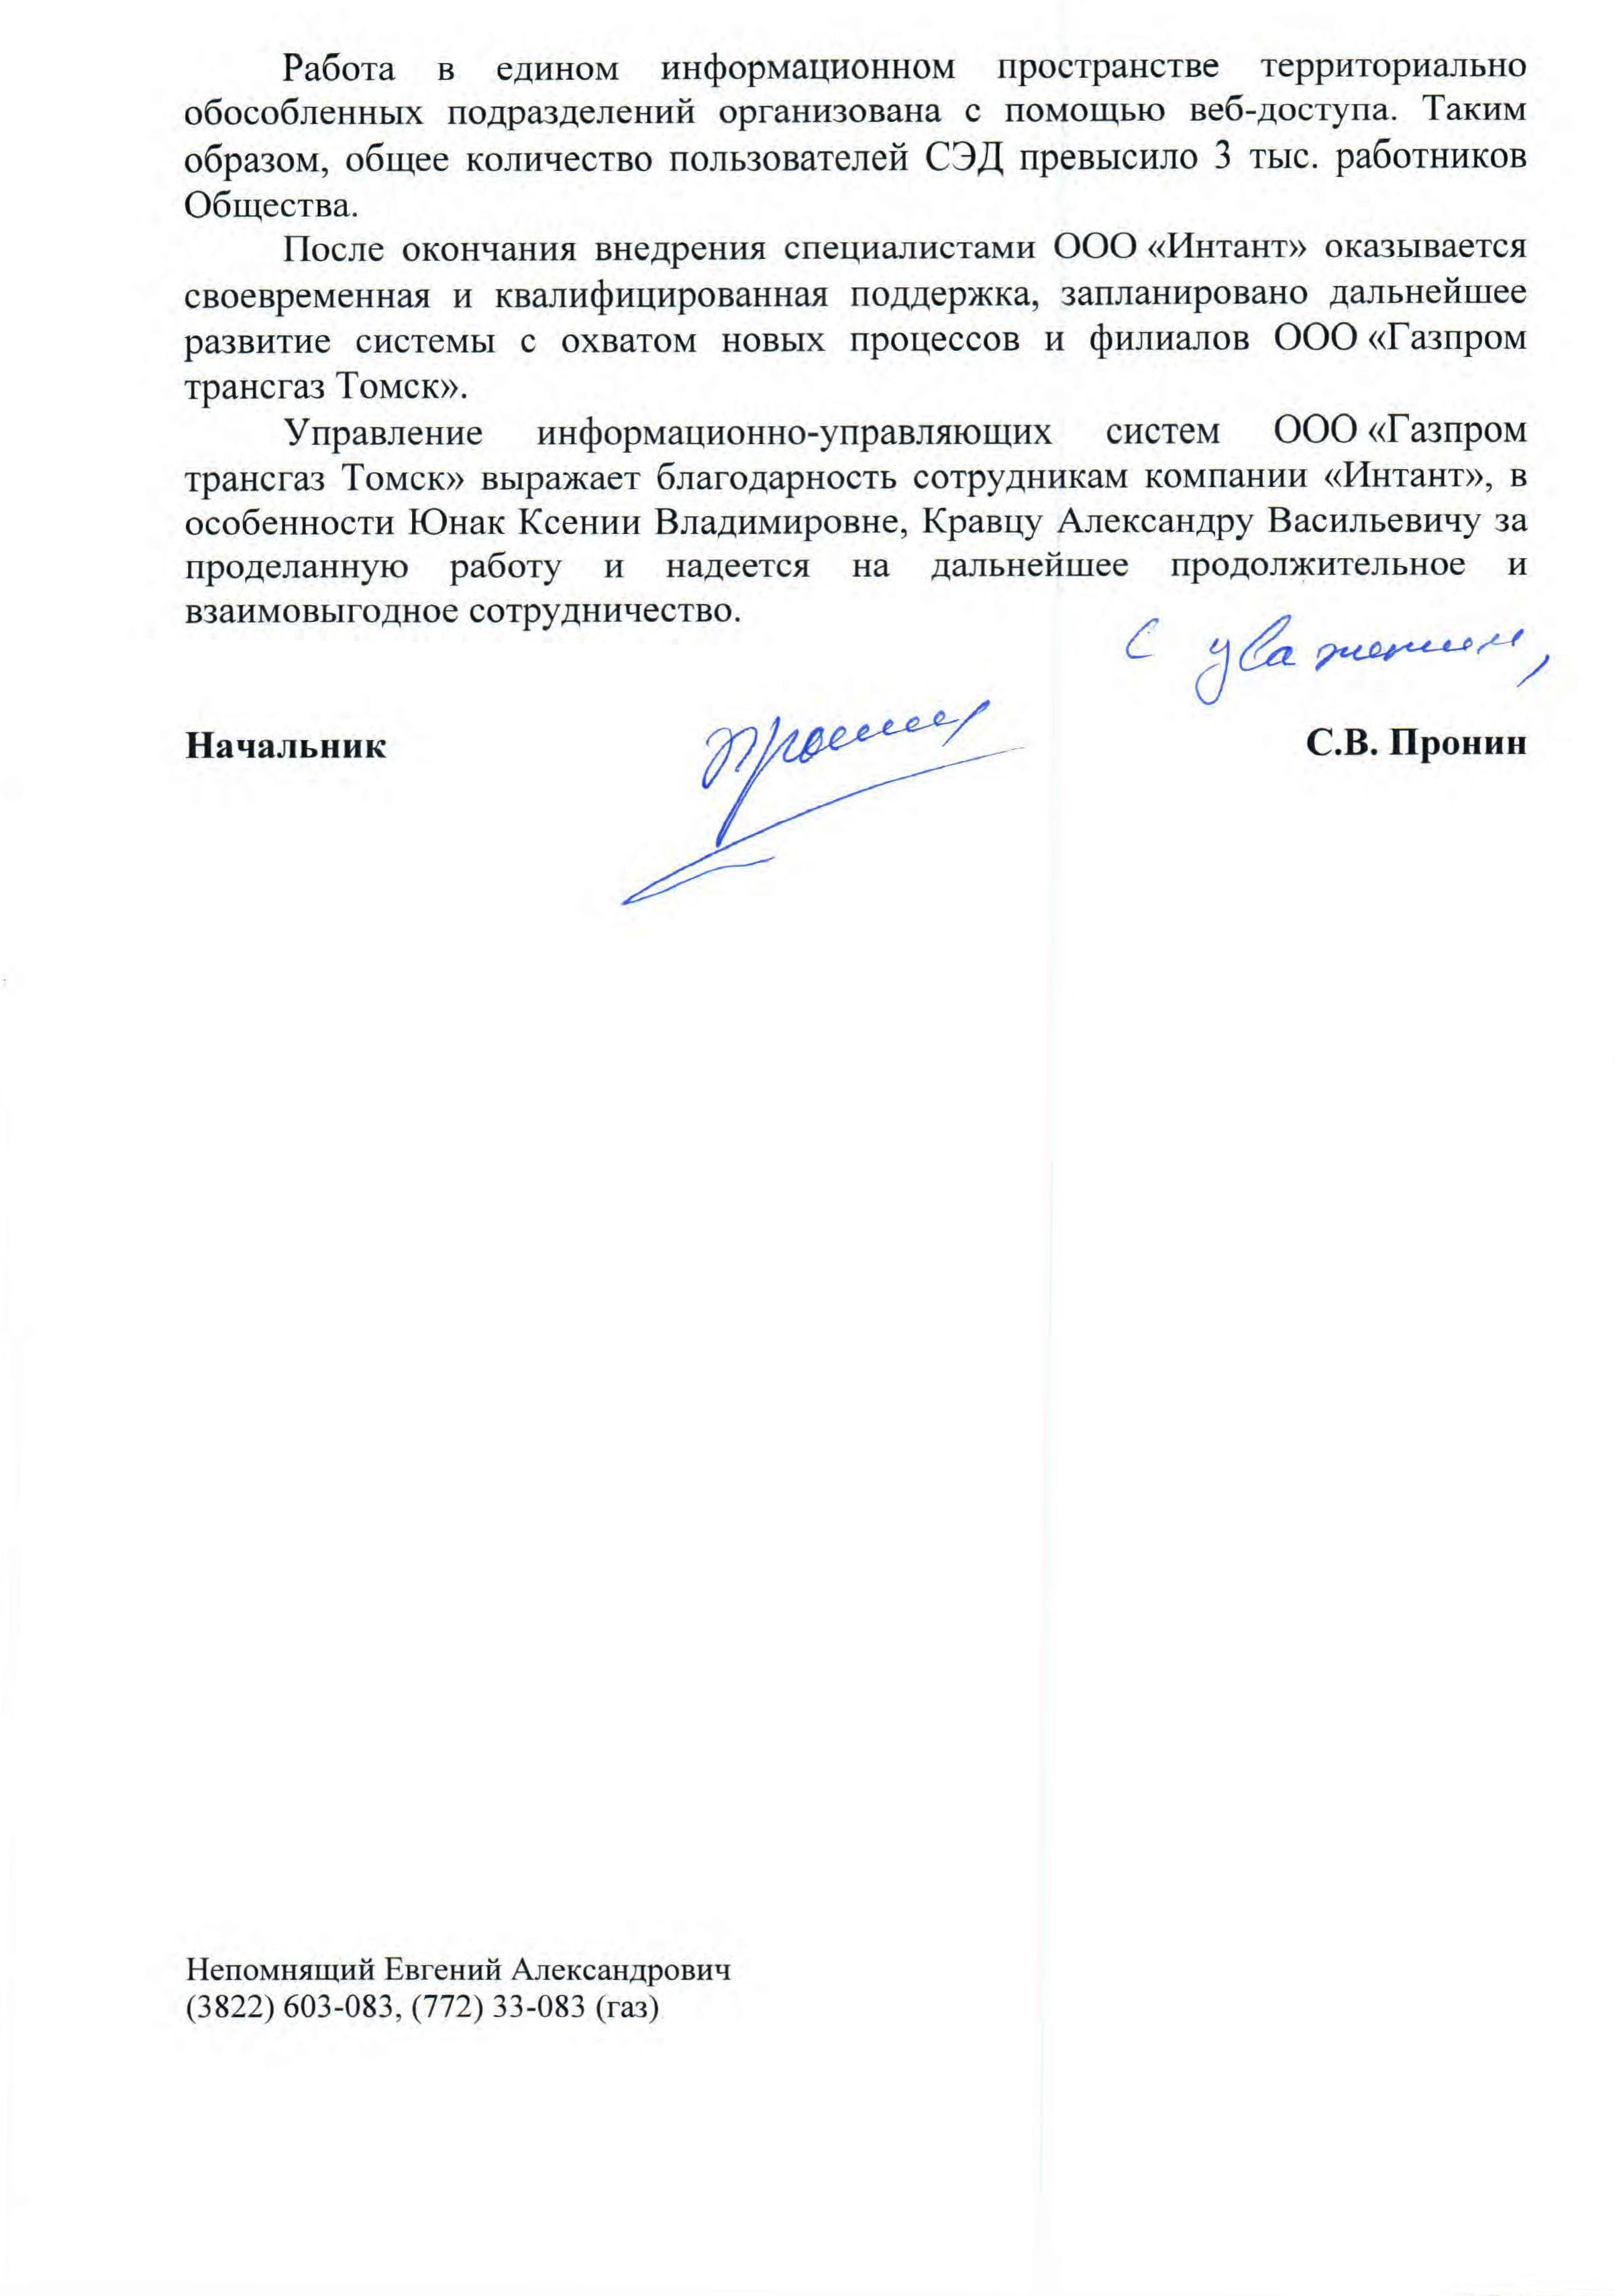 Работа в едином информационном пространстве территориально
обособленных подразделений организована с помощью веб-доступа. Таким
образом, общее количество пользователей СЭД превысило 3 тыс. работников
Общества.
После окончания внедрения специалистами ООО «Интант» оказывается
своевременная и квалифицированная поддержка, запланировано дальнейшее
развитие системы с охватом новых процессов и филиалов ООО «Газпром
трансгаз Томск».
Управление информационно-управляющих систем ООО «Газпром
трансгаз Томск» выражает благодарность сотрудникам компании «Интант», в
особенности Юнак Ксении Владимировне, Кравцу Александру Васильевичу за
проделанную работу и надеется на дальнейшее продолжительное и
взаимовыгодное сотрудничество.
С уважением,
Начальник Пронин С.В. Пронин
Непомнящий Евгений Александрович
(3822) 603-083, (772) 33-083 (газ)